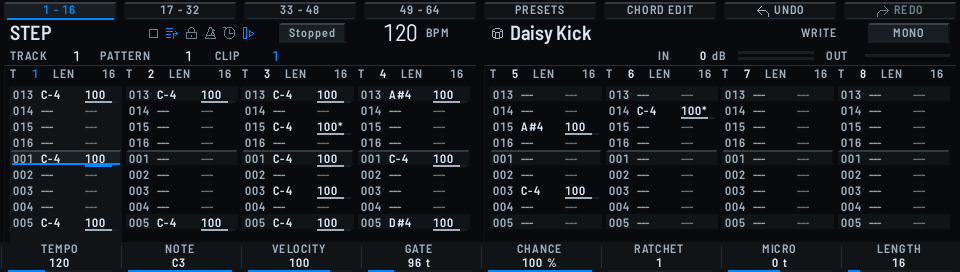 1 - 16 17 - 32 33 - 48 49 - 64 PRESETS CHORD EDIT UNDO REDO
STEP Stopped 120 BPM Daisy Kick WRITE MONO
TRACK 1 PATTERN 1 CLIP 1 IN 0 dB OUT
T 1 LEN 16 T 2 LEN 16 T 3 LEN 16 T 4 LEN 16 T 5 LEN 16 T 6 LEN 16 T 7 LEN 16 T 8 LEN 16
013 C-4 100 013 C-4 100 013 C-4 100 013 A#4 100 013 --- --- 013 --- --- 013 --- --- 013 --- ---
014 --- --- 014 --- --- 014 --- --- 014 --- --- 014 --- --- 014 C-4 100* 014 --- --- 014 --- ---
015 --- --- 015 --- --- 015 C-4 100* 015 --- --- 015 A#4 100 015 --- --- 015 --- --- 015 --- ---
016 --- --- 016 --- --- 016 --- --- 016 --- --- 016 --- --- 016 --- --- 016 --- --- 016 --- ---
001 C-4 100 001 --- --- 001 C-4 100 001 C-4 100 001 --- --- 001 --- --- 001 --- --- 001 --- ---
002 --- --- 002 --- --- 002 --- --- 002 --- --- 002 --- --- 002 --- --- 002 --- --- 002 --- ---
003 --- --- 003 --- --- 003 C-4 100 003 --- --- 003 C-4 100 003 --- --- 003 --- --- 003 --- ---
004 --- --- 004 --- --- 004 --- --- 004 --- --- 004 --- --- 004 --- --- 004 --- --- 004 --- ---
005 C-4 100 005 C-4 100 005 C-4 100 005 D#4 100 005 --- --- 005 --- --- 005 --- --- 005 --- ---
TEMPO NOTE VELOCITY GATE CHANCE RATCHET MICRO LENGTH
120 C3 100 96 t 100 % 1 0 t 16